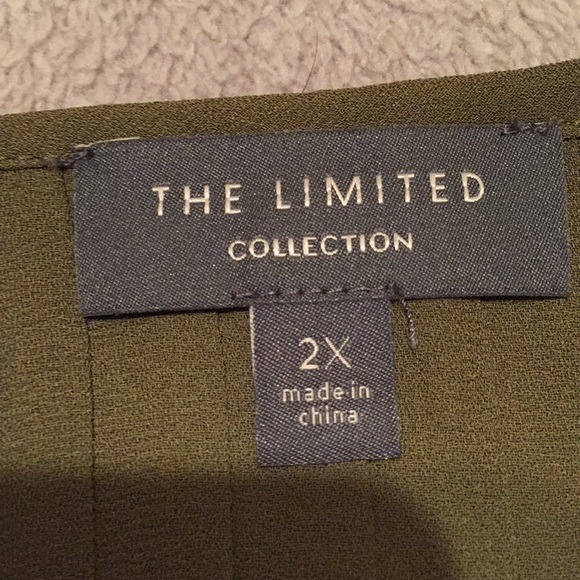 THE LIMITED
COLLECTION
2X
made in
china